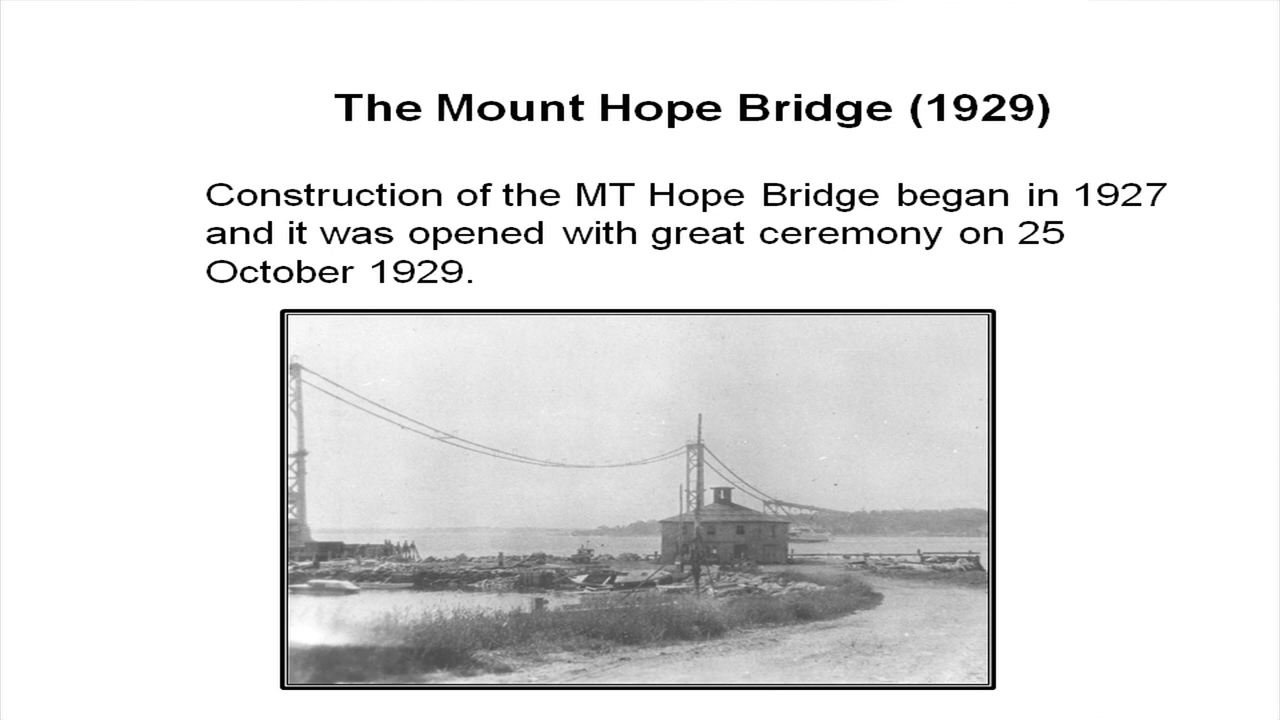 The Mount Hope Bridge (1929)
Construction of the MT Hope Bridge began in 1927
and it was opened with great ceremony on 25
October 1929.